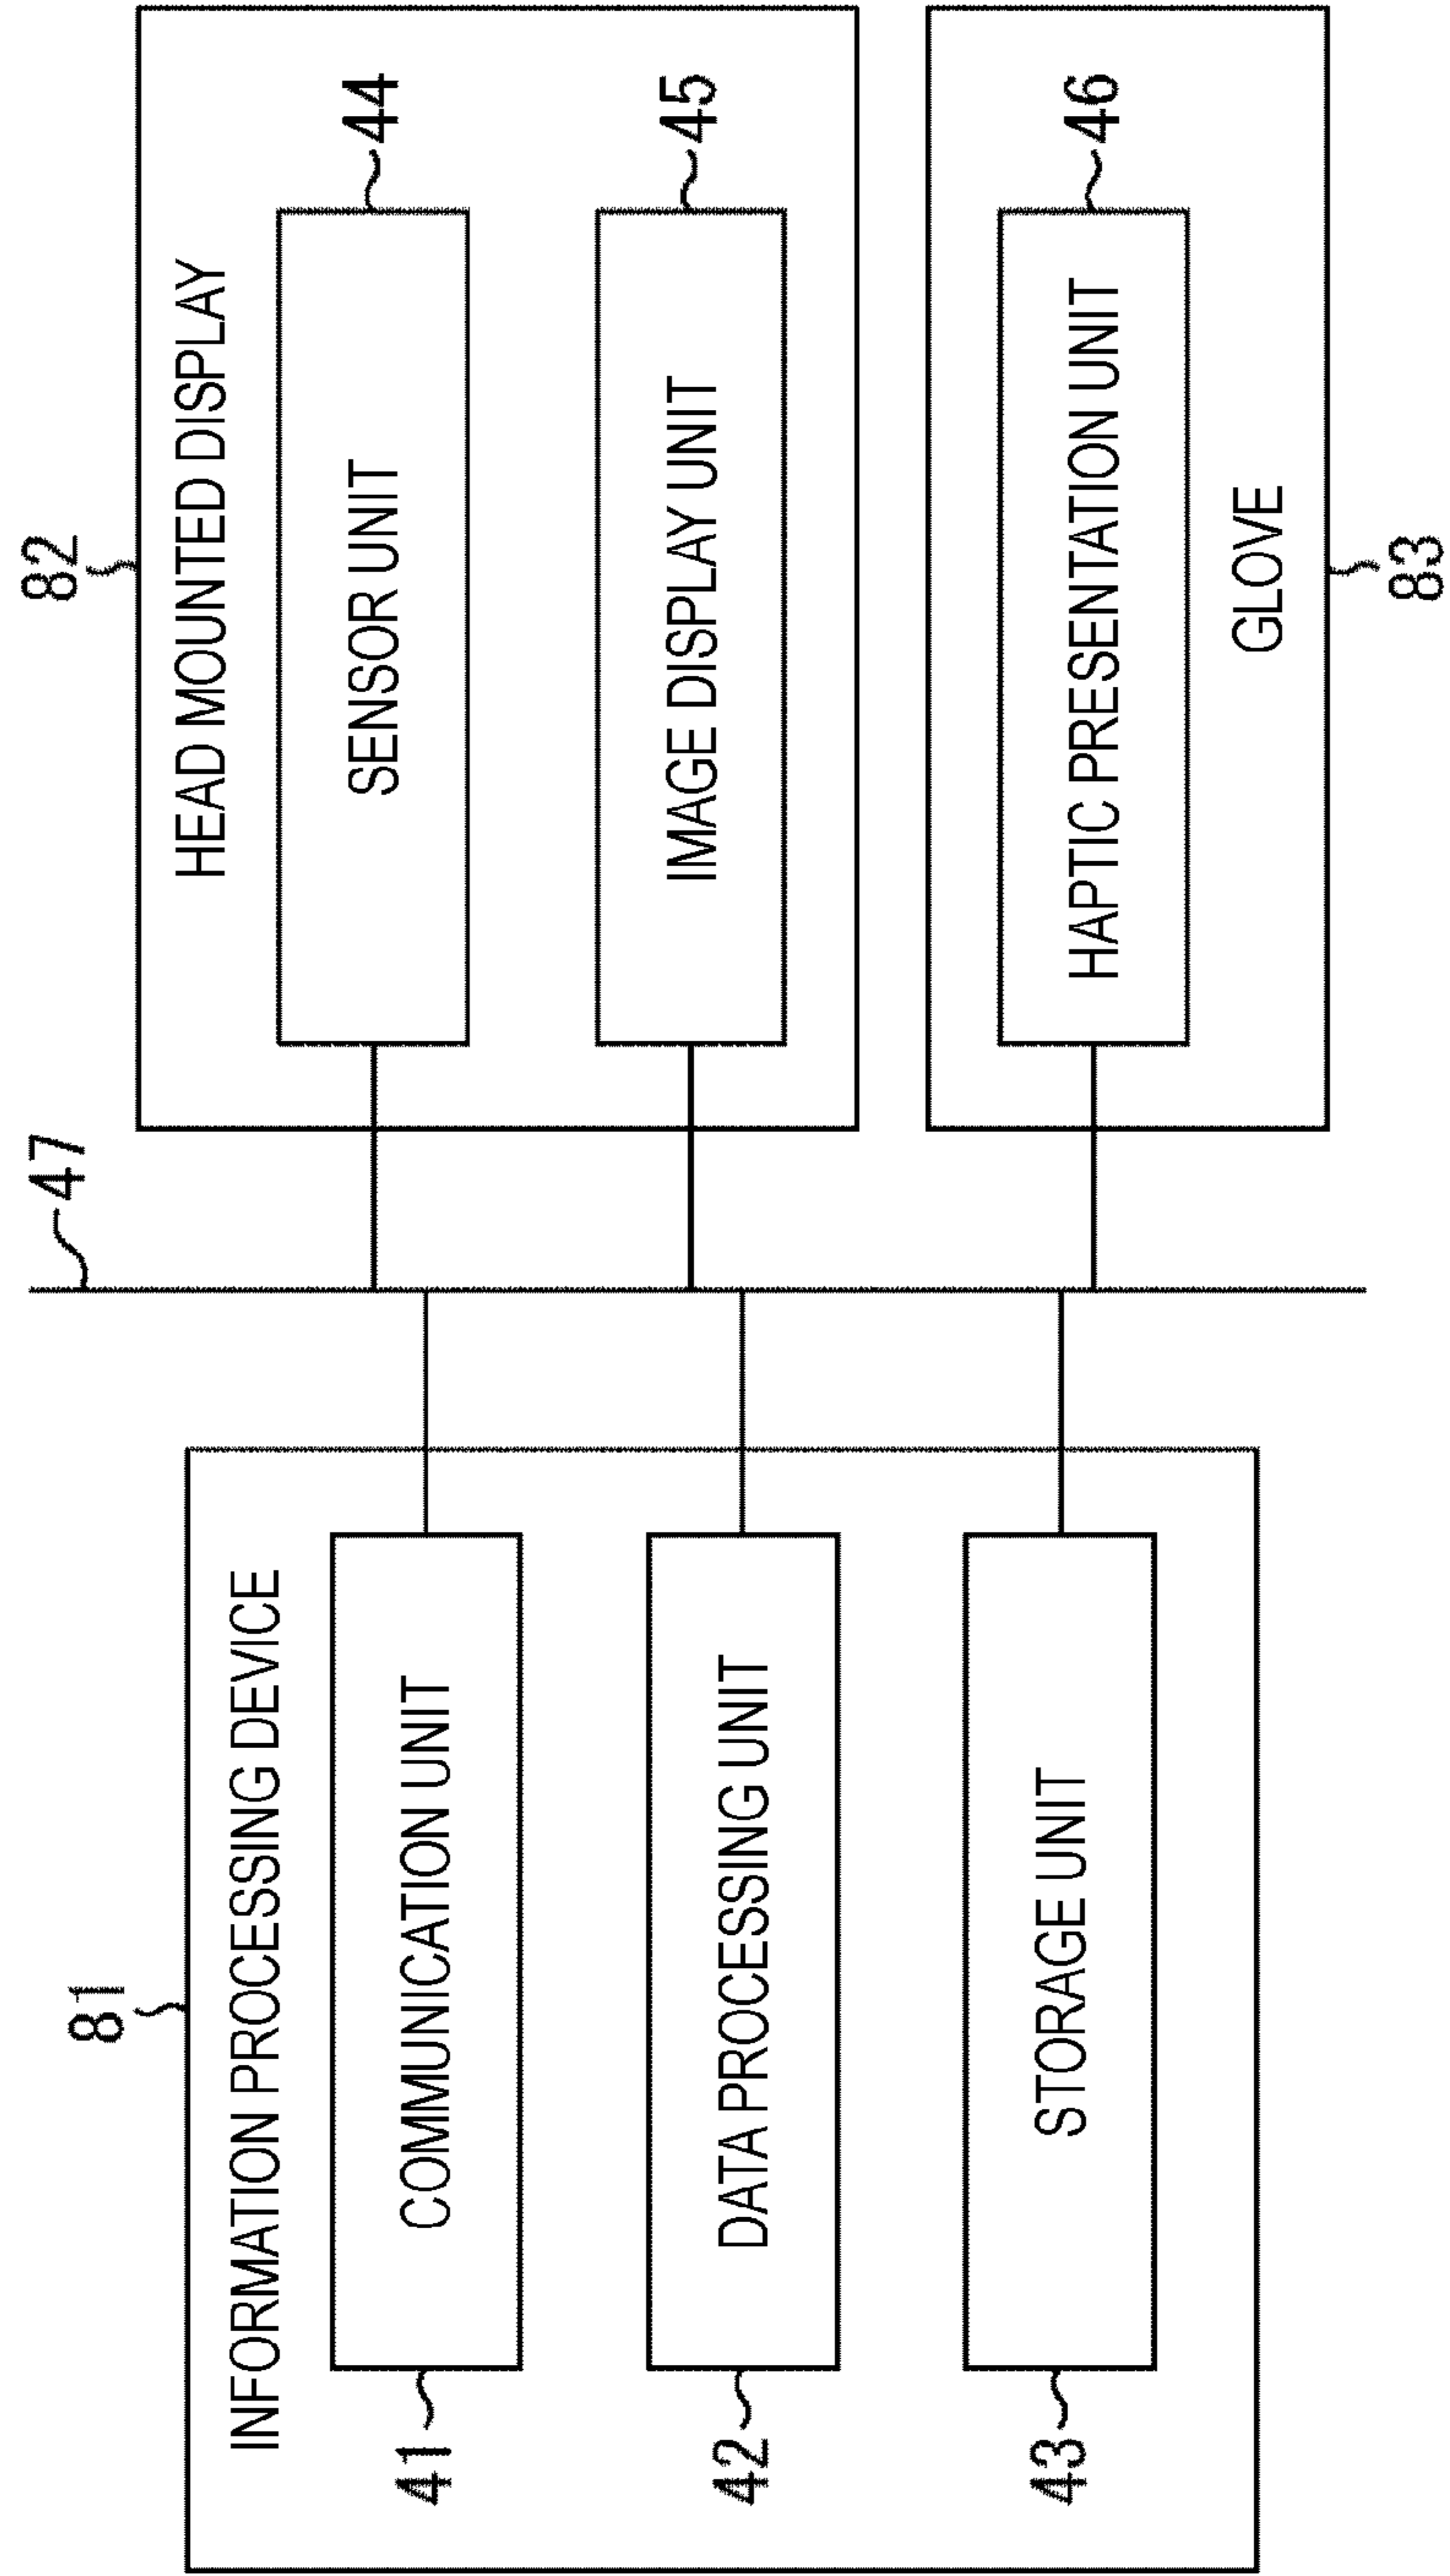 81
INFORMATION PROCESSING DEVICE
41
COMMUNICATION UNIT
42
DATA PROCESSING UNIT
43
STORAGE UNIT
47
82
HEAD MOUNTED DISPLAY
SENSOR UNIT
44
IMAGE DISPLAY UNIT
45
HAPTIC PRESENTATION UNIT
46
GLOVE
83